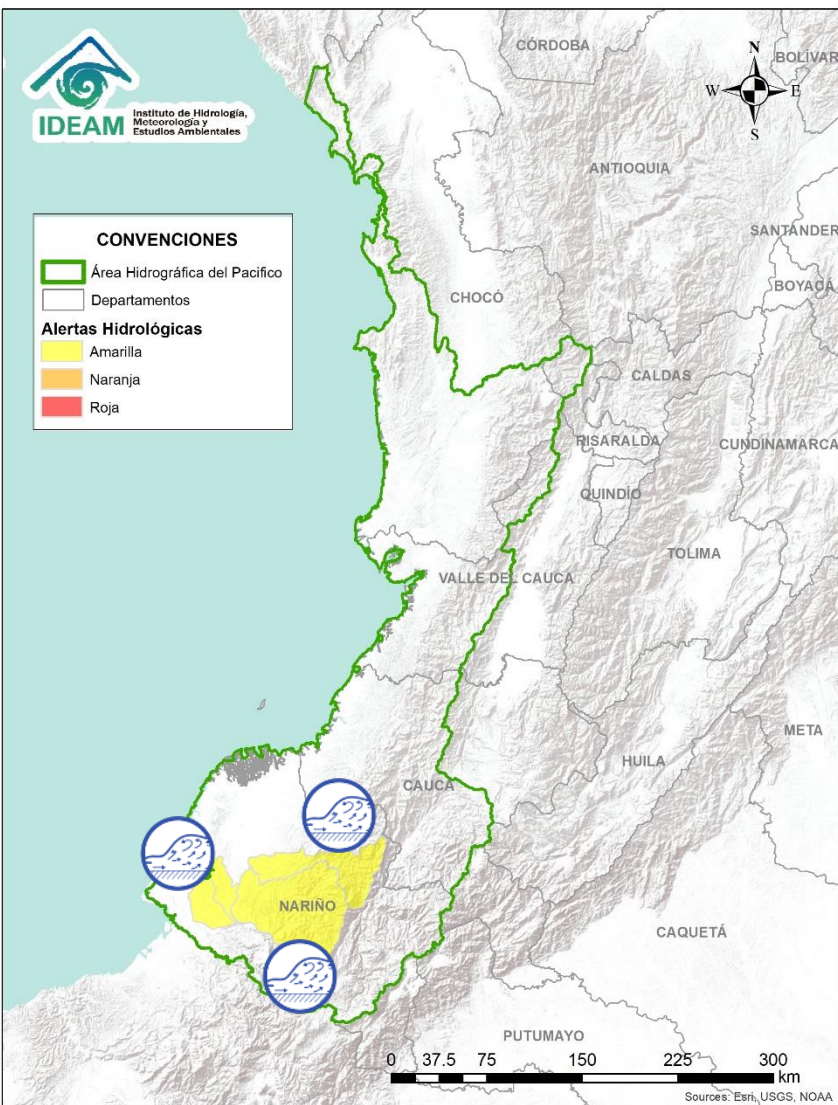 IDEAM
Instituto de Hidrología,
Meteorología y
Estudios Ambientales
N
W
E
S
CÓRDOBA
BOLÍVAR
ANTIOQUIA
SANTANDER
BOYACÁ
CONVENCIONES
Área Hidrográfica del Pacifico
Departamentos
Alertas Hidrológicas
Amarilla
Naranja
Roja
CHOCÓ
CALDAS
RISARALDA
CUNDINAMARCA
QUINDÍO
TOLIMA
VALLE DEL CAUCA
META
HUILA
CAUCA
NARIÑO
CAQUETÁ
PUTUMAYO
0 37.5 75 150 225 300
km
Sources: Esri, USGS, NOAA